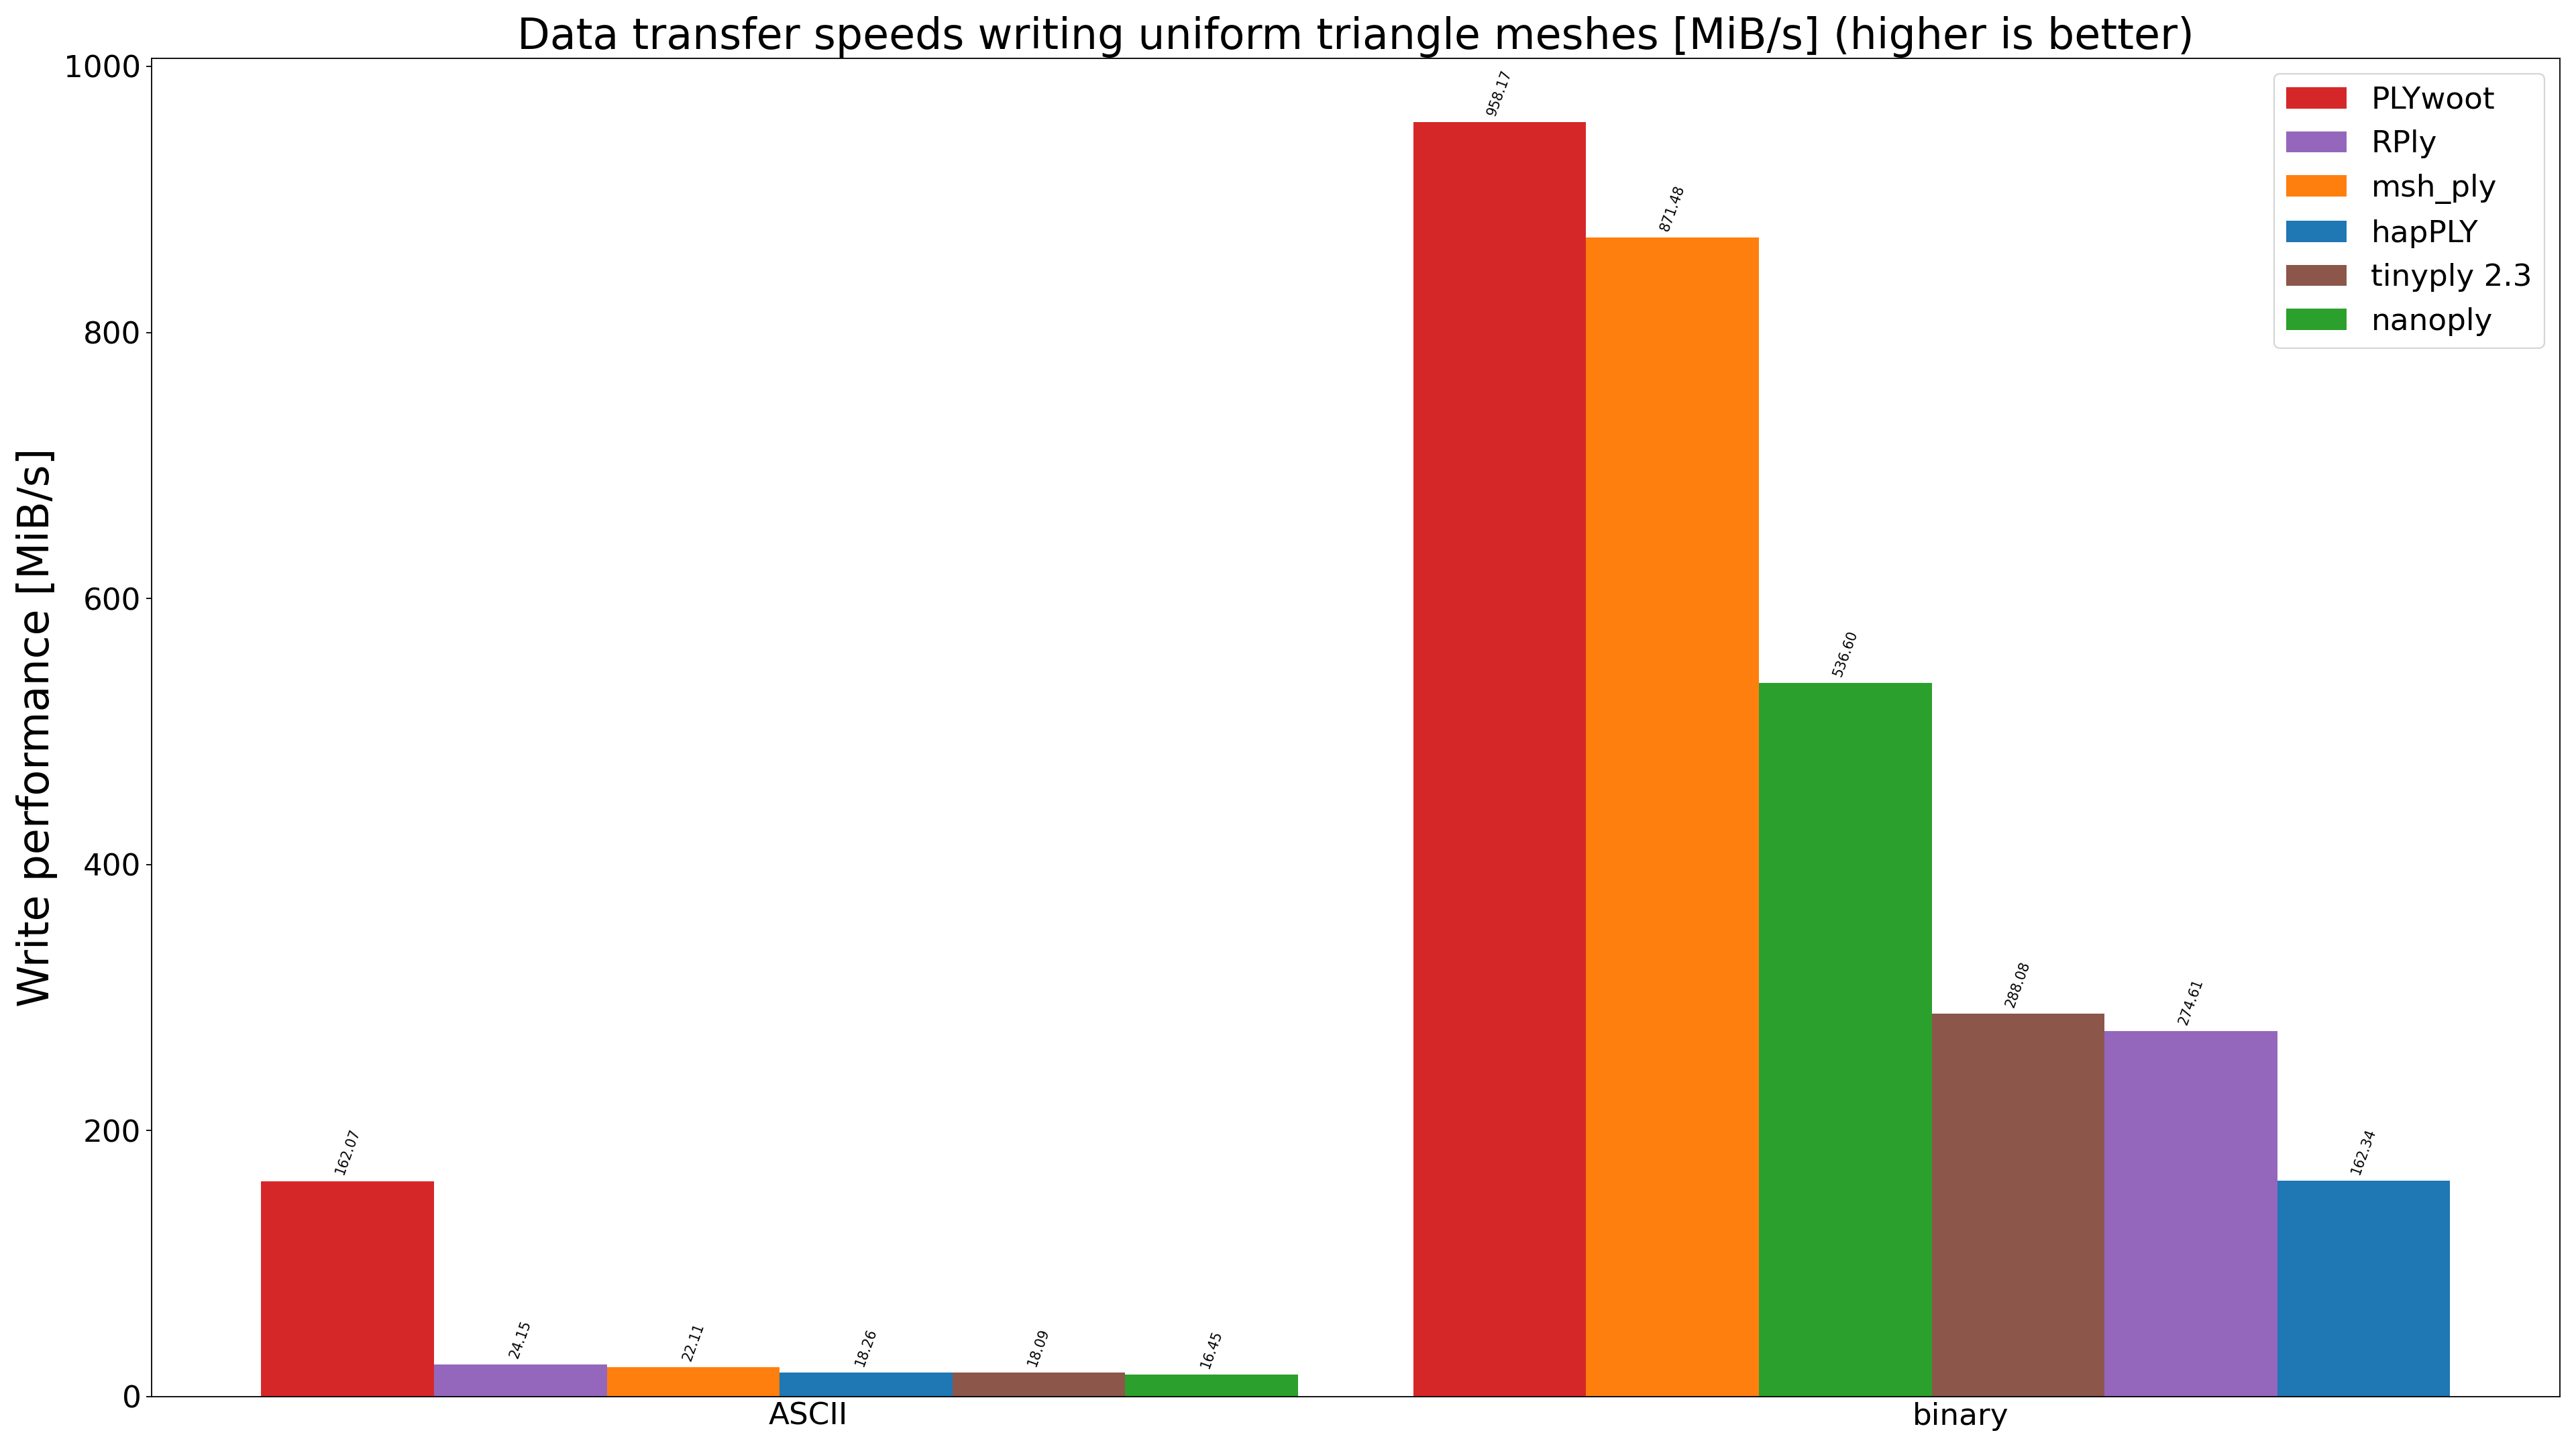 Data transfer speeds writing uniform triangle meshes [MiB/s] (higher is better)
Write performance [MiB/s]
1000
800
600
400
200
0
162.07
24.15
22.11
18.26
18.09
16.45
958.17
871.48
536.60
288.08
274.61
162.34
ASCII
binary
PLYwoot
RPly
msh_ply
hapPLY
tinyply 2.3
nanoply